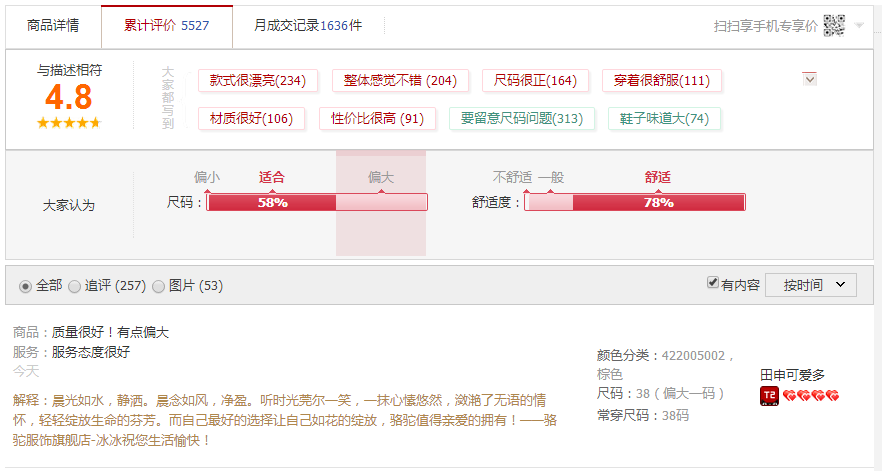 商品详情 累计评价 5527 月成交记录1636件 扫扫享手机专享价
与描述相符
4.8
大家都写到
款式很漂亮(234) 整体感觉不错 (204) 尺码很正(164) 穿着很舒服(111)
材质很好(106) 性价比很高 (91) 要留意尺码问题(313) 鞋子味道大(74)
大家认为
偏小 适合 偏大 不舒适 一般 舒适
尺码： 58% 舒适度： 78%
全部 追评 (257) 图片 (53) 有内容 按时间
商品：质量很好！有点偏大
服务：服务态度很好
今天
解释：晨光如水，静洒。晨念如风，净盈。听时光莞尔一笑，一抹心愫悠然，潋滟了无语的情
怀，轻轻绽放生命的芬芳。而自己最好的选择让自己如花的绽放，骆驼值得亲爱的拥有！——骆
驼服饰旗舰店-冰冰祝您生活愉快！
颜色分类：422005002，
棕色
尺码：38（偏大一码）
常穿尺码：38码
田申可爱多
T2